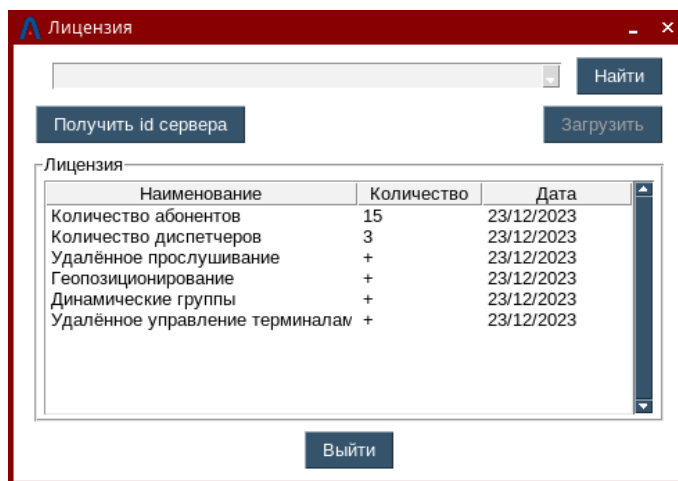 Лицензия
Найти
Получить id сервера
Загрузить
Лицензия
Наименование Количество Дата
Количество абонентов 15 23/12/2023
Количество диспетчеров 3 23/12/2023
Удалённое прослушивание + 23/12/2023
Геопозиционирование + 23/12/2023
Динамические группы + 23/12/2023
Удалённое управление терминалам + 23/12/2023
Выйти